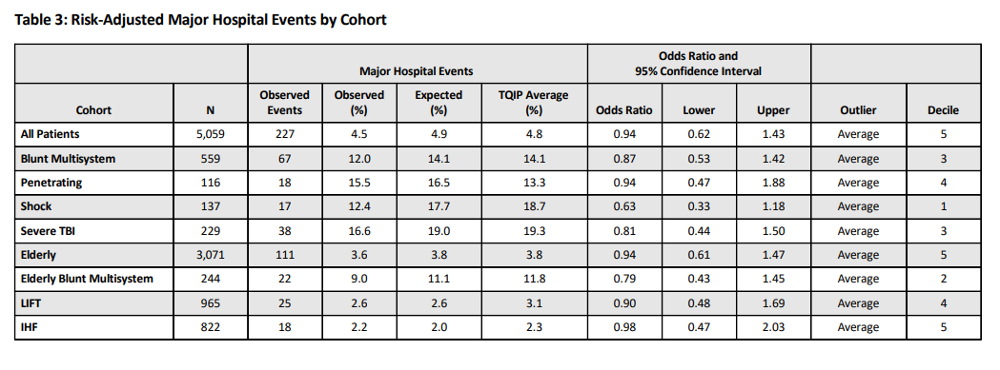 Table 3: Risk-Adjusted Major Hospital Events by Cohort
Major Hospital Events
Odds Ratio and
95% Confidence Interval
Cohort N Observed Events Observed (%) Expected (%) TQIP Average (%) Odds Ratio Lower Upper Outlier Decile
All Patients 5,059 227 4.5 4.9 4.8 0.94 0.62 1.43 Average 5
Blunt Multisystem 559 67 12.0 14.1 14.1 0.87 0.53 1.42 Average 3
Penetrating 116 18 15.5 16.5 13.3 0.94 0.47 1.88 Average 4
Shock 137 17 12.4 17.7 18.7 0.63 0.33 1.18 Average 1
Severe TBI 229 38 16.6 19.0 19.3 0.81 0.44 1.50 Average 3
Elderly 3,071 111 3.6 3.8 3.8 0.94 0.61 1.47 Average 5
Elderly Blunt Multisystem 244 22 9.0 11.1 11.8 0.79 0.43 1.45 Average 2
LIFT 965 25 2.6 2.6 3.1 0.90 0.48 1.69 Average 4
IHF 822 18 2.2 2.0 2.3 0.98 0.47 2.03 Average 5